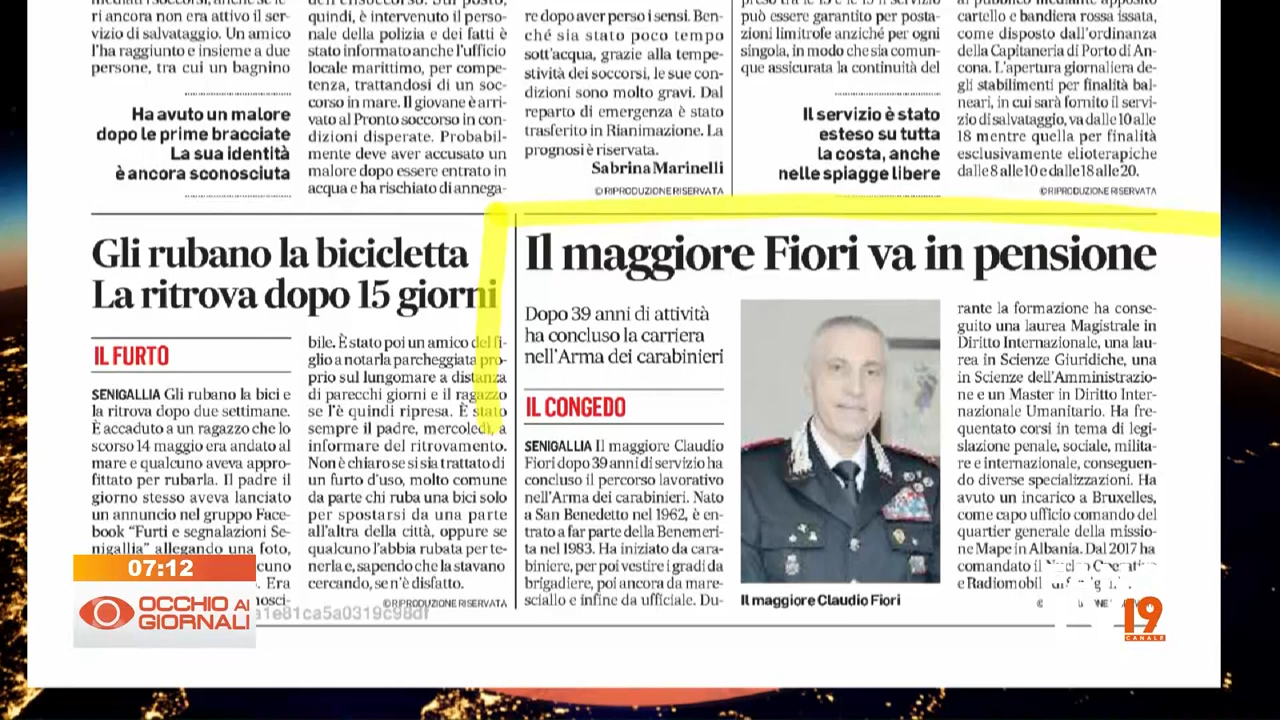 ri ancora non era attivo il ser-
vizio di salvataggio. Un amico
l'ha raggiunto e insieme a due
persone, tra cui un bagnino
Ha avuto un malore
dopo le prime bracciate
La sua identità
è ancora sconosciuta
quindi, è intervenuto il perso-
nale della polizia e dei fatti è
stato informato anche l'ufficio
locale marittimo, per compe-
tenza, trattandosi di un soc-
corso in mare. Il giovane è arri-
vato al Pronto soccorso in con-
dizioni disperate. Probabil-
mente deve aver accusato un
malore dopo essere entrato in
acqua e ha rischiato di annega-
re dopo aver perso i sensi. Ben-
ché sia stato poco tempo
sott'acqua, grazie alla tempe-
stività dei soccorsi, le sue con-
dizioni sono molto gravi. Dal
reparto di emergenza è stato
trasferito in Rianimazione. La
prognosi è riservata.
Sabrina Marinelli
©RIPRODUZIONE RISERVATA
può essere garantito per posta-
zioni limitrofe anziché per ogni
singola, in modo che sia comun-
que assicurata la continuità del
Il servizio è stato
esteso su tutta
la costa, anche
nelle spiagge libere
cartello e bandiera rossa issata,
come disposto dall'ordinanza
della Capitaneria di Porto di An-
cona. L'apertura giornaliera de-
gli stabilimenti per finalità bal-
neari, in cui sarà fornito il servi-
zio di salvataggio, va dalle 10 alle
18 mentre quella per finalità
esclusivamente elioterapiche
dalle 8 alle 10 e dalle 18 alle 20.
©RIPRODUZIONE RISERVATA
Gli rubano la bicicletta
La ritrova dopo 15 giorni
IL FURTO
SENIGALLIA Gli rubano la bici e
la ritrova dopo due settimane.
È accaduto a un ragazzo che lo
scorso 14 maggio era andato al
mare e qualcuno aveva appro-
fittato per rubarla. Il padre il
giorno stesso aveva lanciato
un annuncio nel gruppo Face-
book "Furti e segnalazioni Se-
nigallia" allegando una foto,
cuno
. Era
nosci-
bile. È stato poi un amico del fi-
glio a notarla parcheggiata pro-
prio sul lungomare a distanza
di parecchi giorni e il ragazzo
se l'è quindi ripresa. È stato
sempre il padre, mercoledì, a
informare del ritrovamento.
Non è chiaro se si sia trattato di
un furto d'uso, molto comune
da parte chi ruba una bici solo
per spostarsi da una parte
all'altra della città, oppure se
qualcuno l'abbia rubata per te-
nerla e, sapendo che la stavano
cercando, se n'è disfatto.
©RIPRODUZIONE RISERVATA
Il maggiore Fiori va in pensione
Dopo 39 anni di attività
ha concluso la carriera
nell'Arma dei carabinieri
IL CONGEDO
SENIGALLIA Il maggiore Claudio
Fiori dopo 39 anni di servizio ha
concluso il percorso lavorativo
nell'Arma dei carabinieri. Nato
a San Benedetto nel 1962, è en-
trato a far parte della Benemeri-
ta nel 1983. Ha iniziato da cara-
biniere, per poi vestire i gradi da
brigadiere, poi ancora da mare-
sciallo e infine da ufficiale. Du-
Il maggiore Claudio Fiori
rante la formazione ha conse-
guito una laurea Magistrale in
Diritto Internazionale, una lau-
rea in Scienze Giuridiche, una
in Scienze dell'Amministrazio-
ne e un Master in Diritto Inter-
nazionale Umanitario. Ha fre-
quentato corsi in tema di legi-
slazione penale, sociale, milita-
re e internazionale, conseguen-
do diverse specializzazioni. Ha
avuto un incarico a Bruxelles,
come capo ufficio comando del
quartier generale della missio-
ne Mape in Albania. Dal 2017 ha
comandato il Nucleo Operativo
e Radiomobil
07:12
OCCHIO AI
GIORNALI
a1e81ca5a0319c98df
19
CANALE